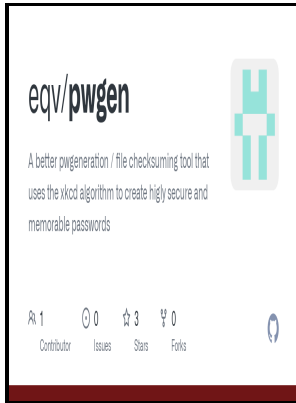 eqv/pwgen
A better pwgeneration / file checksuming tool that
uses the xkcd algorithm to create higly secure and
memorable passwords
1 0 3 0
Contributor Issues Stars Forks